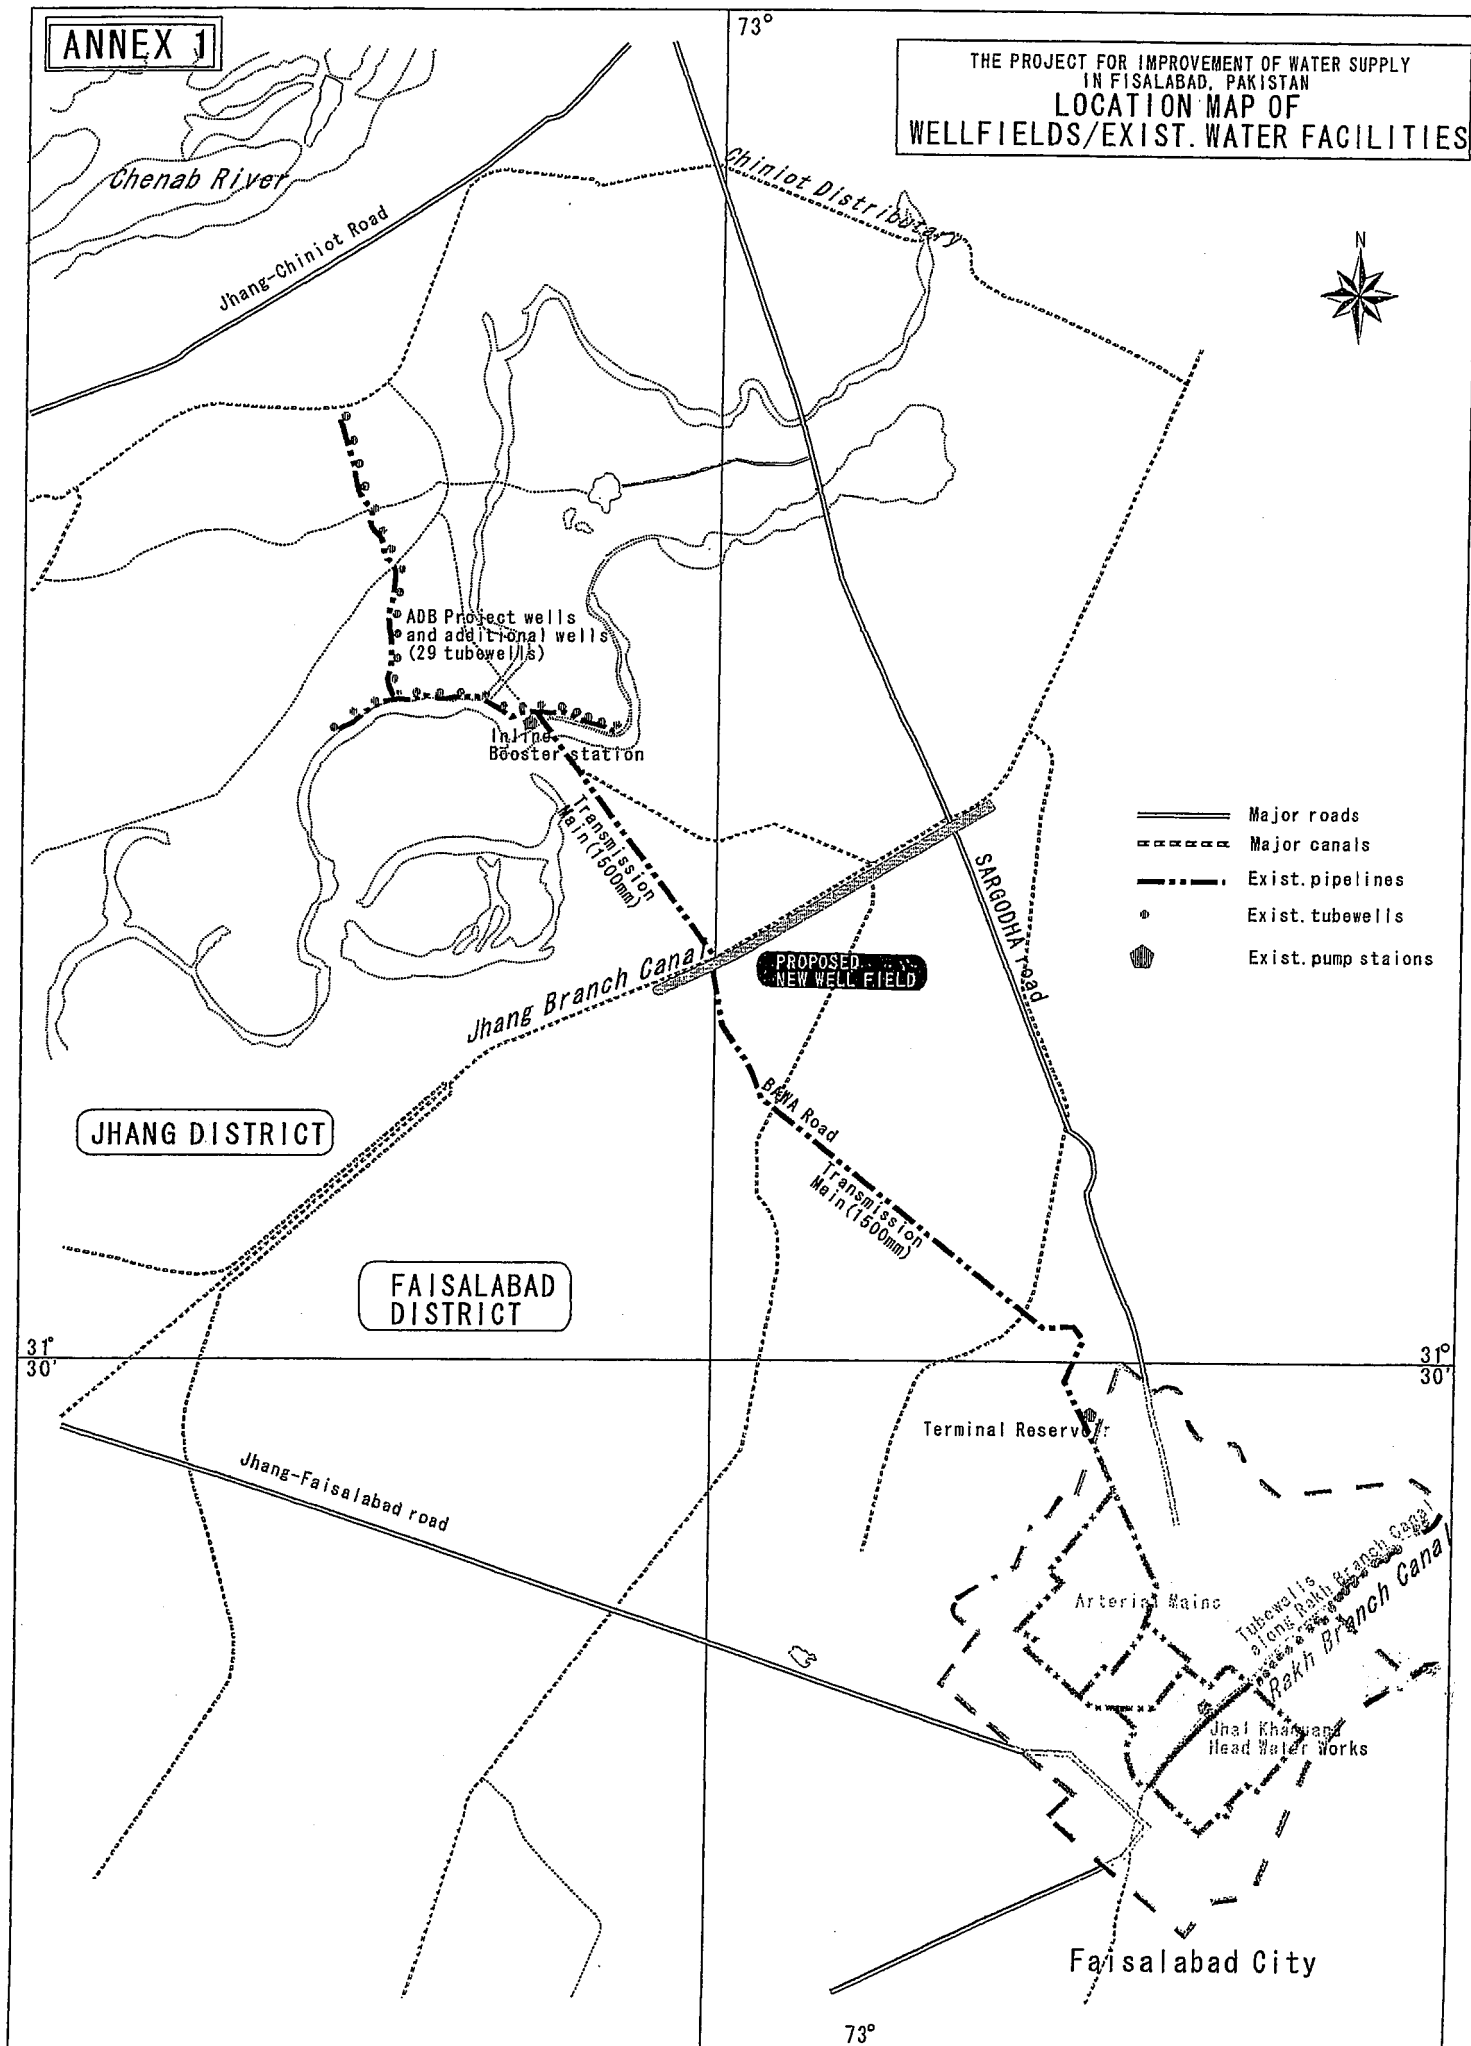 ANNEX 1
73°
THE PROJECT FOR IMPROVEMENT OF WATER SUPPLY
IN FISALABAD, PAKISTAN
LOCATION MAP OF
WELLFIELDS/EXIST. WATER FACILITIES
Chenab River
Chiniot Distributary
Jhang-Chiniot Road
N
ADB Project wells
and additional wells
(29 tubewells)
Inline
Booster station
Transmission
Main(1500mm)
Major roads
Major canals
Exist. pipelines
Exist. tubewells
Exist. pump staions
SARGODHA road
PROPOSED
NEW WELL FIELD
Jhang Branch Canal
BAWA Road
JHANG DISTRICT
Transmission
Main(1500mm)
FAISALABAD
DISTRICT
31°
30'
31°
30'
Terminal Reservoir
Jhang-Faisalabad road
Arterial Mains
Tubewells
along Rakh Branch Canal
Rakh Branch Canal
Jhal Khanuana
Head Water Works
Faisalabad City
73°